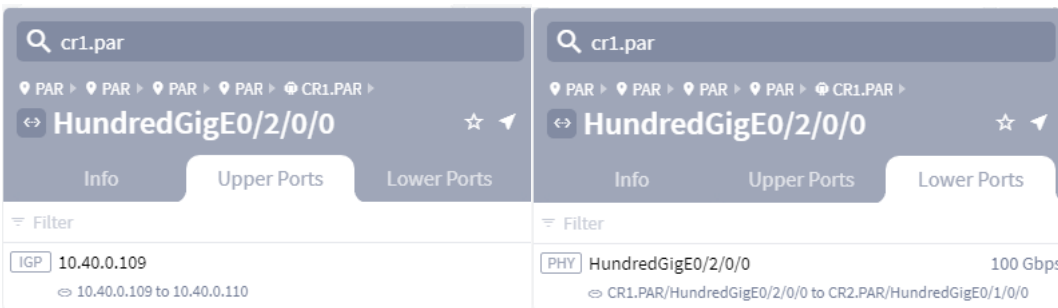 cr1.par
PAR PAR PAR PAR CR1.PAR
HundredGigE0/2/0/0
Info Upper Ports Lower Ports
Filter
IGP 10.40.0.109
10.40.0.109 to 10.40.0.110
cr1.par
PAR PAR PAR PAR CR1.PAR
HundredGigE0/2/0/0
Info Upper Ports Lower Ports
Filter
PHY HundredGigE0/2/0/0 100 Gbps
CR1.PAR/HundredGigE0/2/0/0 to CR2.PAR/HundredGigE0/1/0/0